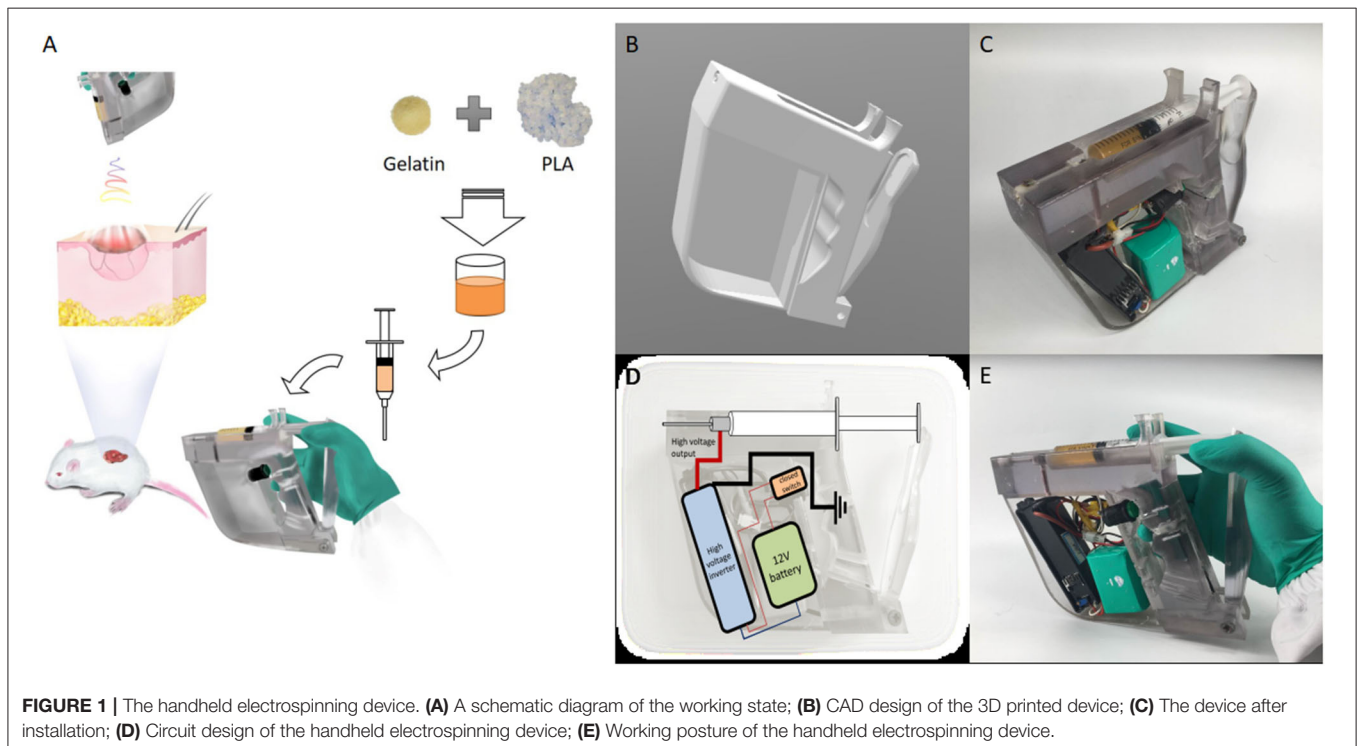 A
Gelatin
PLA
B
C
D
High voltage
output
closed
switch
High
voltage
inverter
12V
battery
E
FIGURE 1 | The handheld electrospinning device. (A) A schematic diagram of the working state; (B) CAD design of the 3D printed device; (C) The device after
installation; (D) Circuit design of the handheld electrospinning device; (E) Working posture of the handheld electrospinning device.